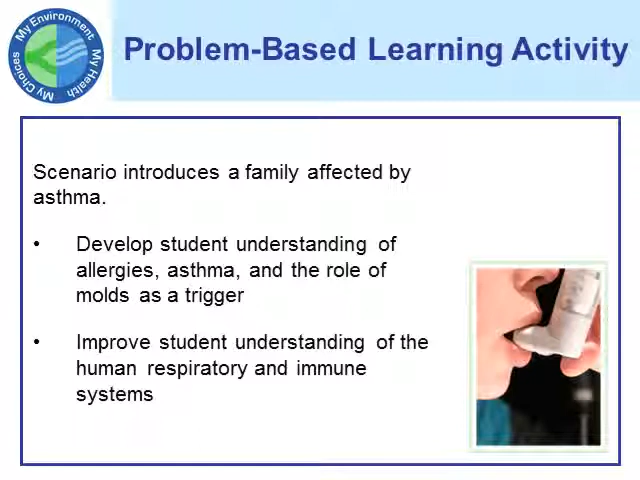 My Environment
My Health
My Choices
Problem-Based Learning Activity
Scenario introduces a family affected by
asthma.
• Develop student understanding of
allergies, asthma, and the role of
molds as a trigger
• Improve student understanding of the
human respiratory and immune
systems